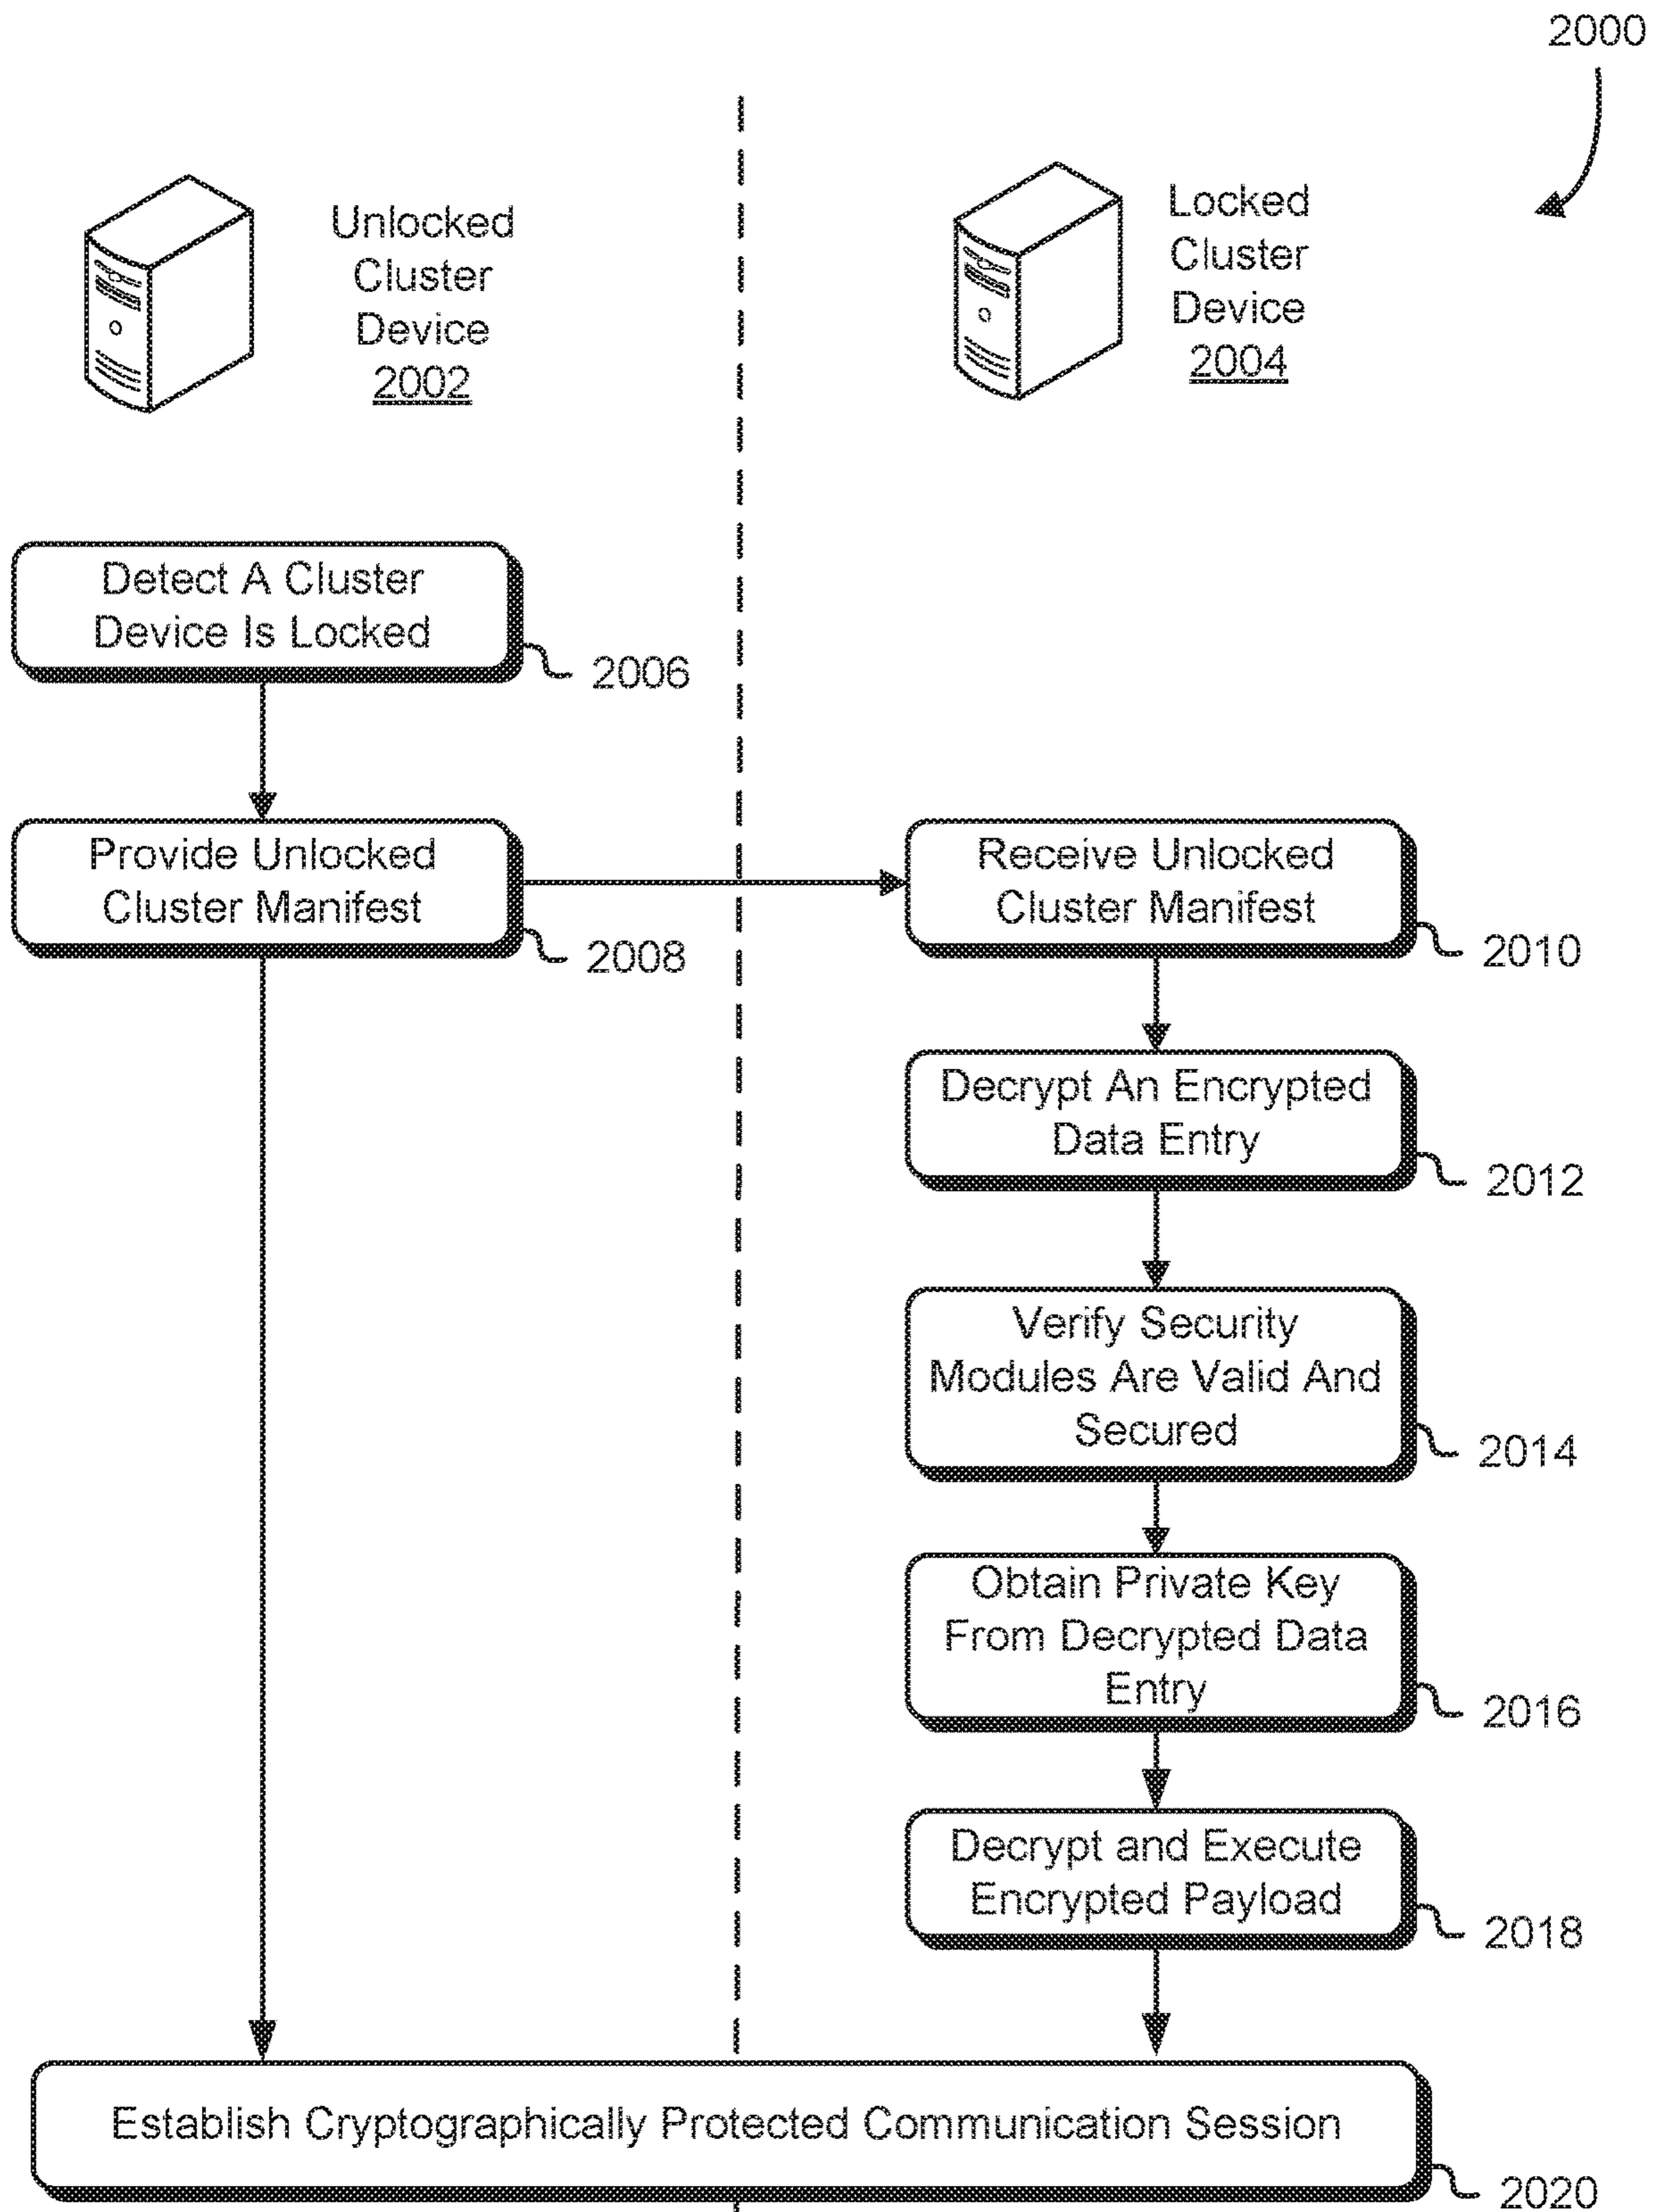 2000
Unlocked
Cluster
Device
2002
Locked
Cluster
Device
2004
Detect A Cluster
Device Is Locked
2006
Provide Unlocked
Cluster Manifest
2008
Receive Unlocked
Cluster Manifest
2010
Decrypt An Encrypted
Data Entry
2012
Verify Security
Modules Are Valid And
Secured
2014
Obtain Private Key
From Decrypted Data
Entry
2016
Decrypt and Execute
Encrypted Payload
2018
Establish Cryptographically Protected Communication Session
2020